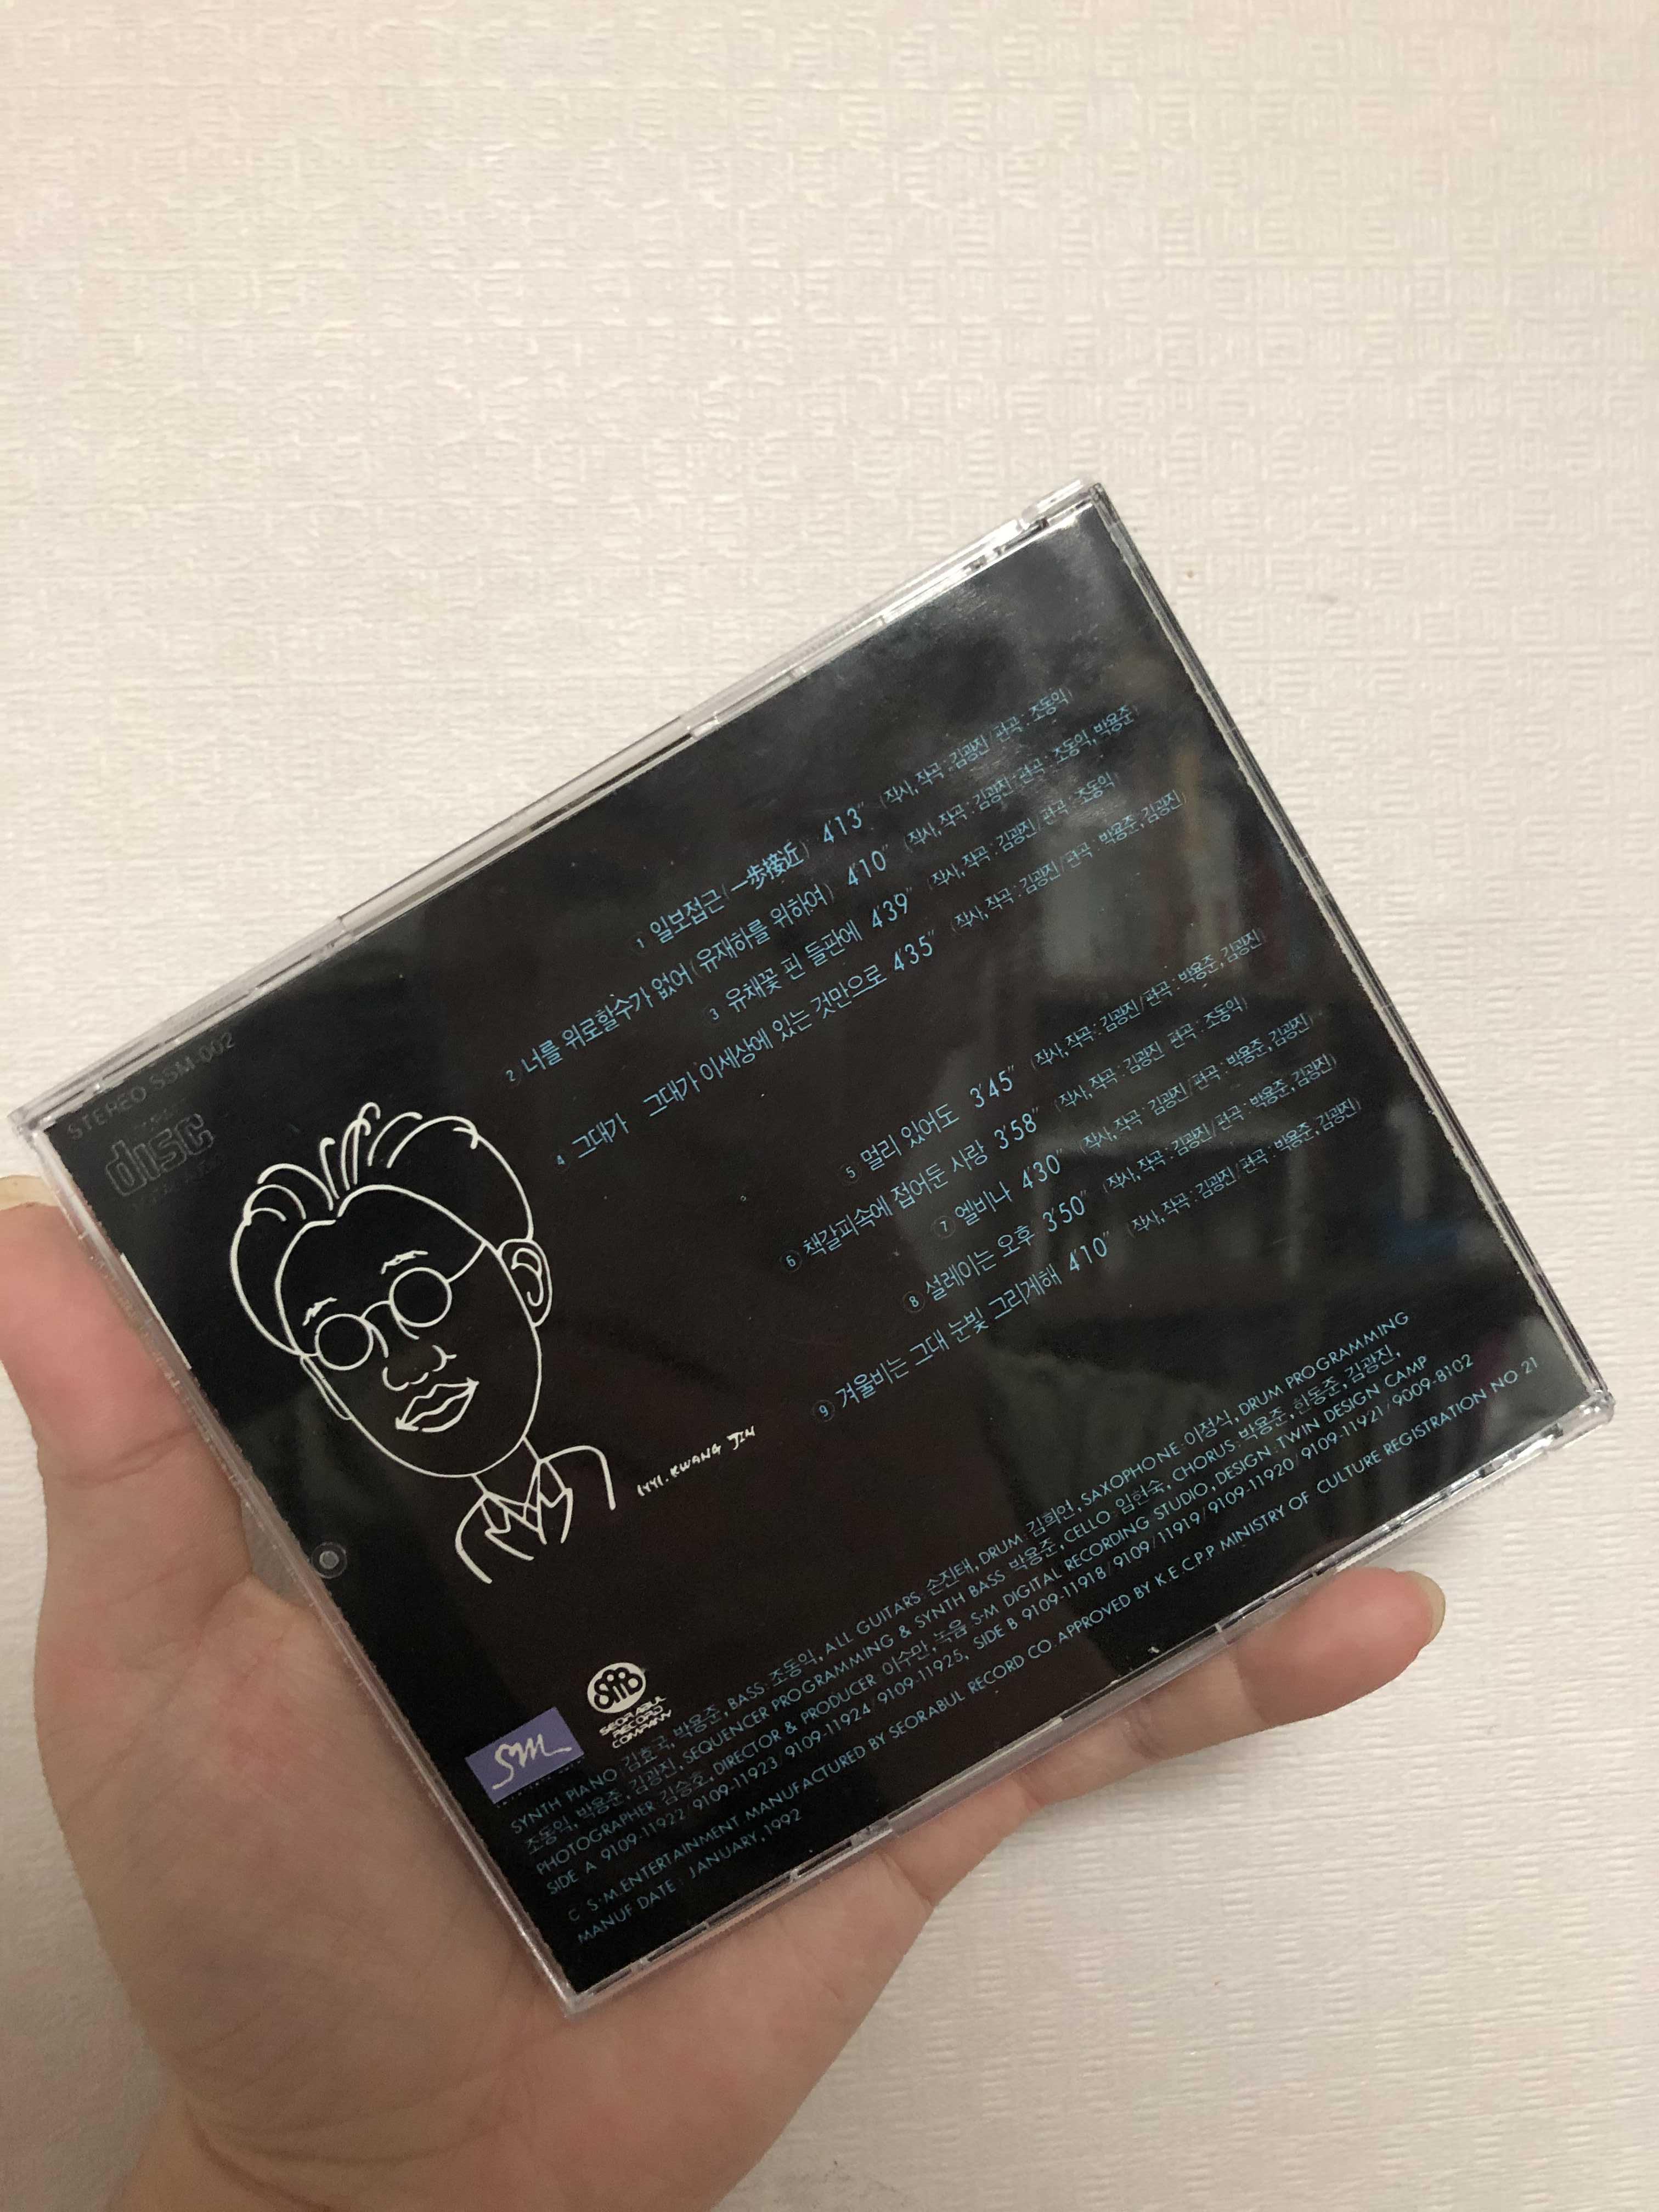 STEREO SSM-002
disc
1 일보접근(一步接近) 4'13" (작사, 작곡 : 김광진 / 편곡 : 조동익)
2 너를 위로할수가 없어(유재하를 위하여) 4'10" (작사, 작곡 : 김광진 / 편곡 : 조동익, 박용준)
3 유채꽃 핀 들판에 4'39" (작사, 작곡 : 김광진 / 편곡 : 조동익)
4 그대가 그대가 이세상에 있는 것만으로 4'35" (작사, 작곡 : 김광진 / 편곡 : 박용준, 김광진)
5 멀리 있어도 3'45" (작사, 작곡 : 김광진 / 편곡 : 박용준, 김광진)
6 책갈피속에 접어둔 사랑 3'58" (작사, 작곡 : 김광진 편곡 : 조동익)
7 엘비나 4'30" (작사, 작곡 : 김광진 / 편곡 : 박용준, 김광진)
8 설레이는 오후 3'50" (작사, 작곡 : 김광진 / 편곡 : 박용준, 김광진)
9 겨울비는 그대 눈빛 그리게해 4'10" (작사, 작곡 : 김광진 / 편곡 : 박용준, 김광진)
1991. KWANG JIN
SM
SRB
SEORABUL
RECORD
COMPANY
SYNTH PIANO : 김효국, 박용준, BASS : 조동익, ALL GUITARS : 손진태, DRUM : 김희언, SAXOPHONE : 이정식, DRUM PROGRAMMING
조동익, 박용준, 김광진, SEQUENCER PROGRAMMING & SYNTH BASS 박용준, CELLO : 임현숙, CHORUS : 박용준, 한동준, 김광진,
PHOTOGRAPHER 김승호, DIRECTOR & PRODUCER 이수만, 녹음 S·M DIGITAL RECORDING STUDIO, DESIGN : TWIN DESIGN CAMP
SIDE A 9109-11922/9109-11923/9109-11924/9109-11925, SIDE B 9109-11918/9109/11919/9109-11920/9109-11921/9009-8102
C S·M. ENTERTAINMENT MANUFACTURED BY SEORABUL RECORD CO APPROVED BY K.E.C.P.P MINISTRY OF CULTURE REGISTRATION NO 21
MANUF DATE : JANUARY, 1992